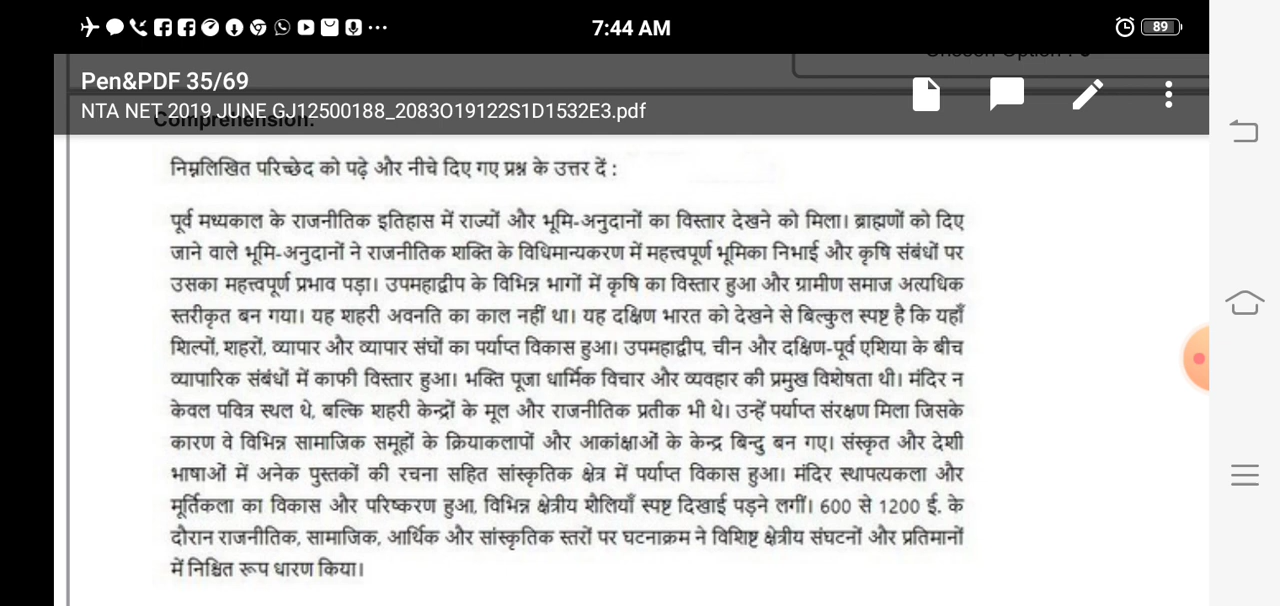 7:44 AM
89
Pen&PDF 35/69
NTA NET 2019 JUNE GJ12500188_2083O19122S1D1532E3.pdf
Comprehension:
निम्नलिखित परिच्छेद को पढ़े और नीचे दिए गए प्रश्न के उत्तर दें :
पूर्व मध्यकाल के राजनीतिक इतिहास में राज्यों और भूमि-अनुदानों का विस्तार देखने को मिला। ब्राह्मणों को दिए
जाने वाले भूमि-अनुदानों ने राजनीतिक शक्ति के विधिमान्यकरण में महत्त्वपूर्ण भूमिका निभाई और कृषि संबंधों पर
उसका महत्त्वपूर्ण प्रभाव पड़ा। उपमहाद्वीप के विभिन्न भागों में कृषि का विस्तार हुआ और ग्रामीण समाज अत्यधिक
स्तरीकृत बन गया। यह शहरी अवनति का काल नहीं था। यह दक्षिण भारत को देखने से बिल्कुल स्पष्ट है कि यहाँ
शिल्पों, शहरों, व्यापार और व्यापार संघों का पर्याप्त विकास हुआ। उपमहाद्वीप, चीन और दक्षिण-पूर्व एशिया के बीच
व्यापारिक संबंधों में काफी विस्तार हुआ। भक्ति पूजा धार्मिक विचार और व्यवहार की प्रमुख विशेषता थी। मंदिर न
केवल पवित्र स्थल थे, बल्कि शहरी केन्द्रों के मूल और राजनीतिक प्रतीक भी थे। उन्हें पर्याप्त संरक्षण मिला जिसके
कारण वे विभिन्न सामाजिक समूहों के क्रियाकलापों और आकांक्षाओं के केन्द्र बिन्दु बन गए। संस्कृत और देशी
भाषाओं में अनेक पुस्तकों की रचना सहित सांस्कृतिक क्षेत्र में पर्याप्त विकास हुआ। मंदिर स्थापत्यकला और
मूर्तिकला का विकास और परिष्करण हुआ, विभिन्न क्षेत्रीय शैलियाँ स्पष्ट दिखाई पड़ने लगीं। 600 से 1200 ई. के
दौरान राजनीतिक, सामाजिक, आर्थिक और सांस्कृतिक स्तरों पर घटनाक्रम ने विशिष्ट क्षेत्रीय संघटनों और प्रतिमानों
में निश्चित रूप धारण किया।